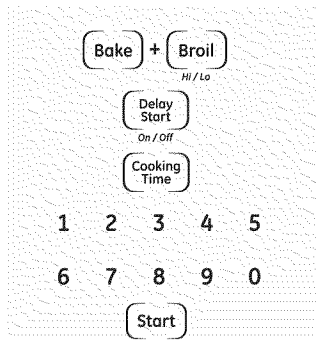 Bake + Broil
Hi / Lo
Delay
Start
On / Off
Cooking
Time
1 2 3 4 5
6 7 8 9 0
Start